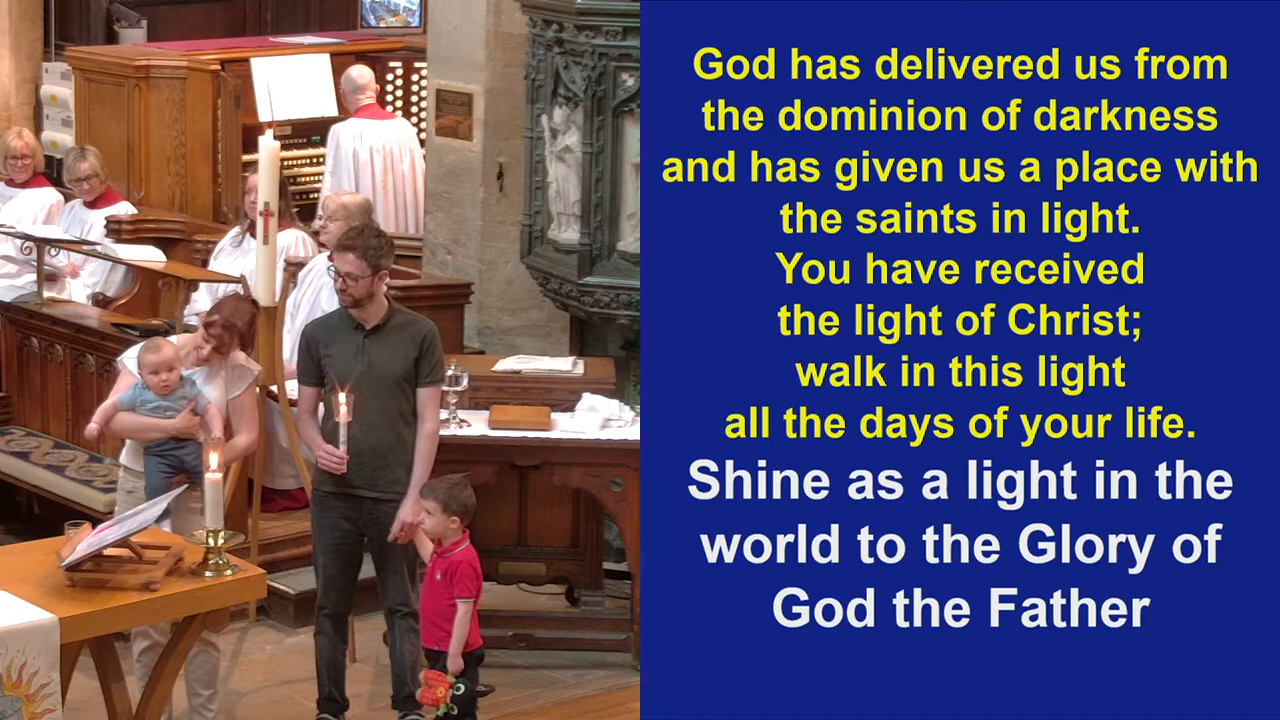 God has delivered us from
the dominion of darkness
and has given us a place with
the saints in light.
You have received
the light of Christ;
walk in this light
all the days of your life.
Shine as a light in the
world to the Glory of
God the Father